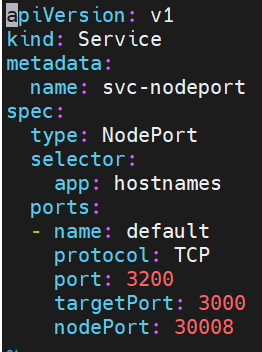 apiVersion: v1
kind: Service
metadata:
  name: svc-nodeport
spec:
  type: NodePort
  selector:
    app: hostnames
  ports:
  - name: default
    protocol: TCP
    port: 3200
    targetPort: 3000
    nodePort: 30008